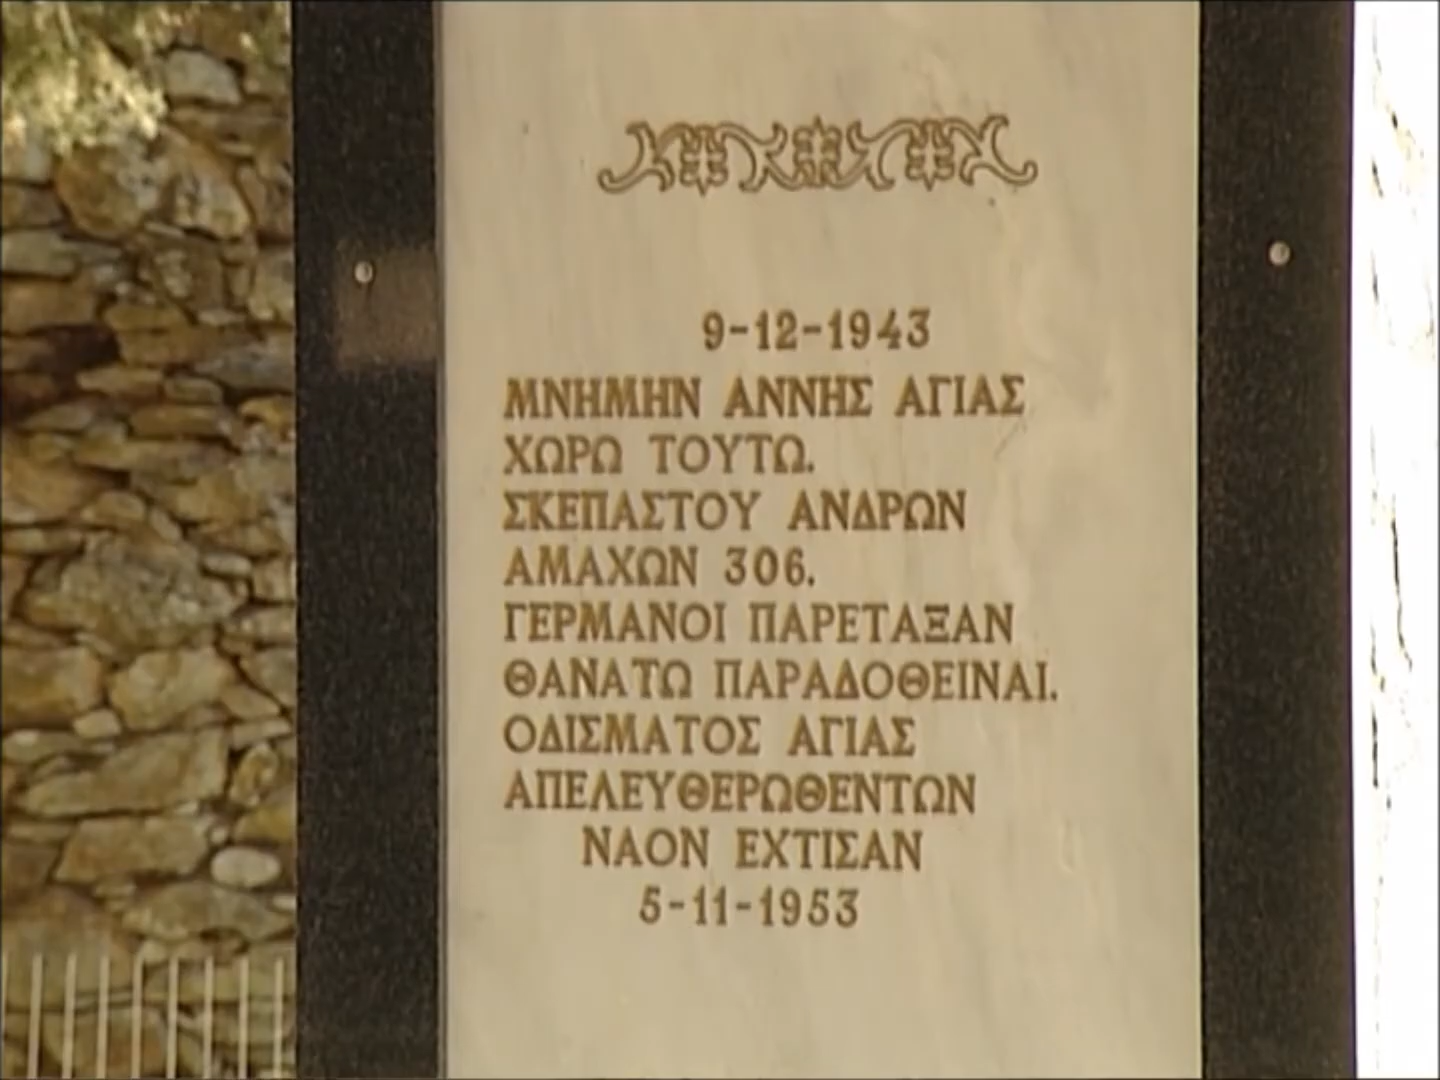 9-12-1943
ΜΝΗΜΗΝ ΑΝΝΗΣ ΑΓΙΑΣ
ΧΩΡΩ ΤΟΥΤΩ.
ΣΚΕΠΑΣΤΟΥ ΑΝΔΡΩΝ
ΑΜΑΧΩΝ 306.
ΓΕΡΜΑΝΟΙ ΠΑΡΕΤΑΞΑΝ
ΘΑΝΑΤΩ ΠΑΡΑΔΟΘΕΙΝΑΙ.
ΟΔΙΣΜΑΤΟΣ ΑΓΙΑΣ
ΑΠΕΛΕΥΘΕΡΩΘΕΝΤΩΝ
ΝΑΟΝ ΕΧΤΙΣΑΝ
5-11-1953